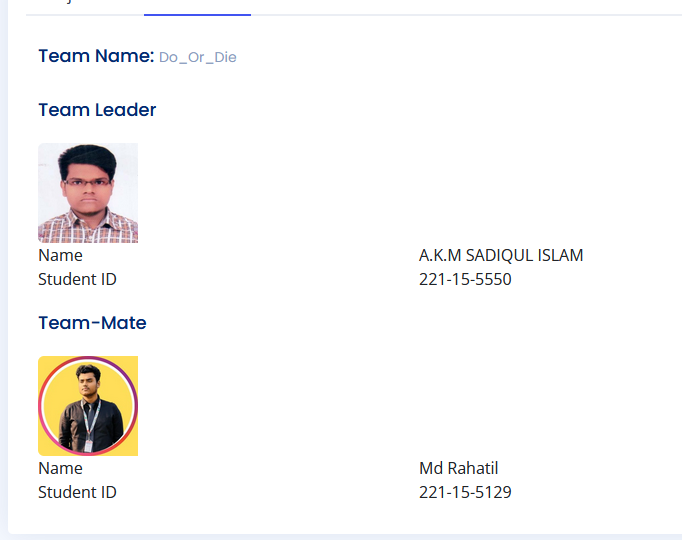 Team Name: Do_Or_Die
Team Leader
Name A.K.M SADIQUL ISLAM
Student ID 221-15-5550
Team-Mate
Name Md Rahatil
Student ID 221-15-5129